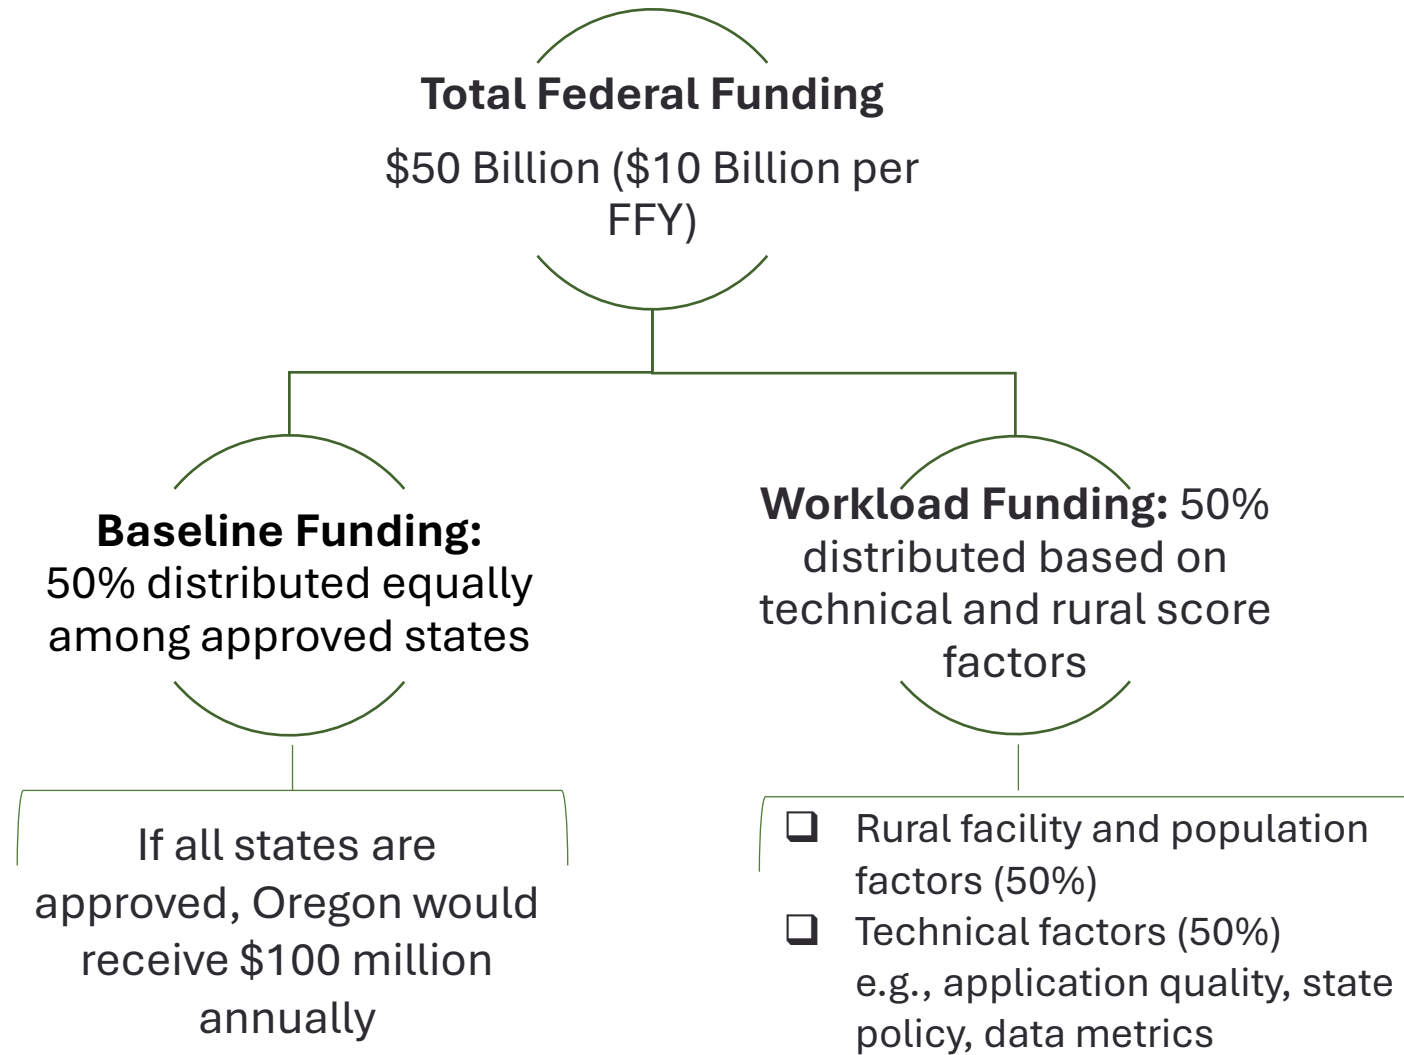 Total Federal Funding
$50 Billion ($10 Billion per
FFY)
Baseline Funding:
50% distributed equally
among approved states
Workload Funding: 50%
distributed based on
technical and rural score
factors
If all states are
approved, Oregon would
receive $100 million
annually
❑ Rural facility and population
factors (50%)
❑ Technical factors (50%)
e.g., application quality, state
policy, data metrics